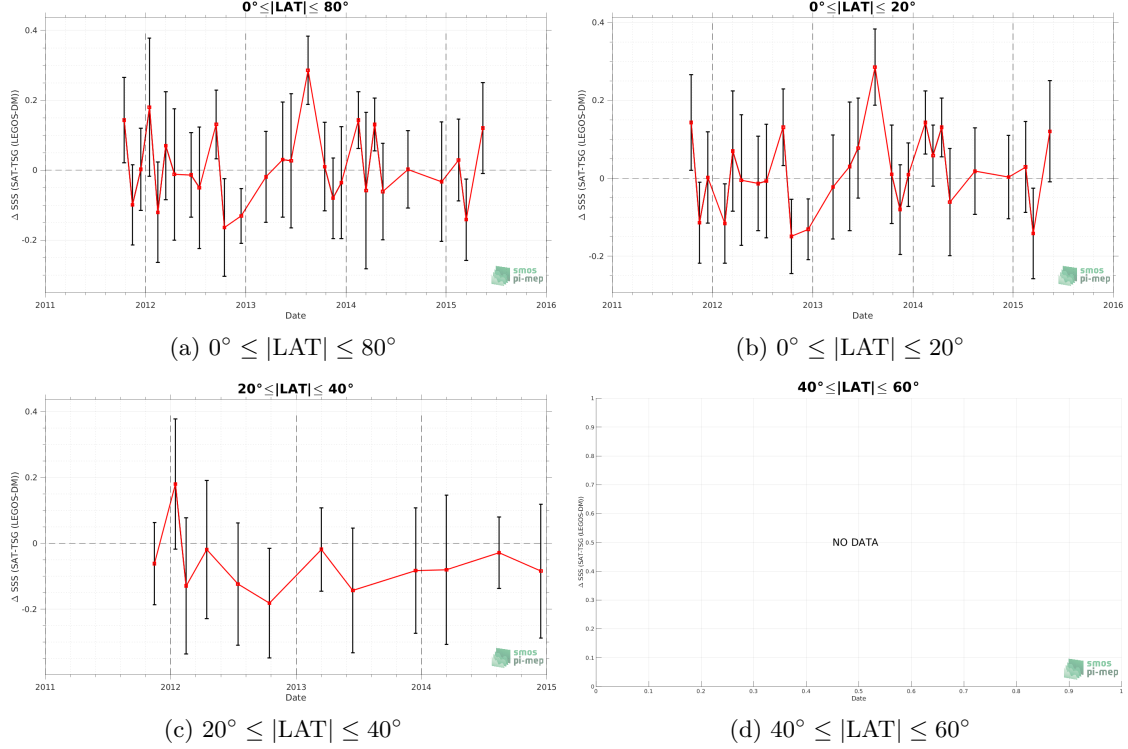 0°≤|LAT|≤ 80°
Δ SSS (SAT-TSG (LEGOS-DM))
0.4
0.2
0
-0.2
2011
2012
2013
2014
2015
2016
Date
smos
pi-mep
(a) 0° ≤ |LAT| ≤ 80°
0°≤|LAT|≤ 20°
Δ SSS (SAT-TSG (LEGOS-DM))
0.4
0.2
0
-0.2
2011
2012
2013
2014
2015
2016
Date
smos
pi-mep
(b) 0° ≤ |LAT| ≤ 20°
20°≤|LAT|≤ 40°
Δ SSS (SAT-TSG (LEGOS-DM))
0.4
0.2
0
-0.2
2011
2012
2013
2014
2015
Date
smos
pi-mep
(c) 20° ≤ |LAT| ≤ 40°
40°≤|LAT|≤ 60°
Δ SSS (SAT-TSG (LEGOS-DM))
1
0.9
0.8
0.7
0.6
0.5
0.4
0.3
0.2
0.1
0
NO DATA
0
0.1
0.2
0.3
0.4
0.5
0.6
0.7
0.8
0.9
1
Date
smos
pi-mep
(d) 40° ≤ |LAT| ≤ 60°